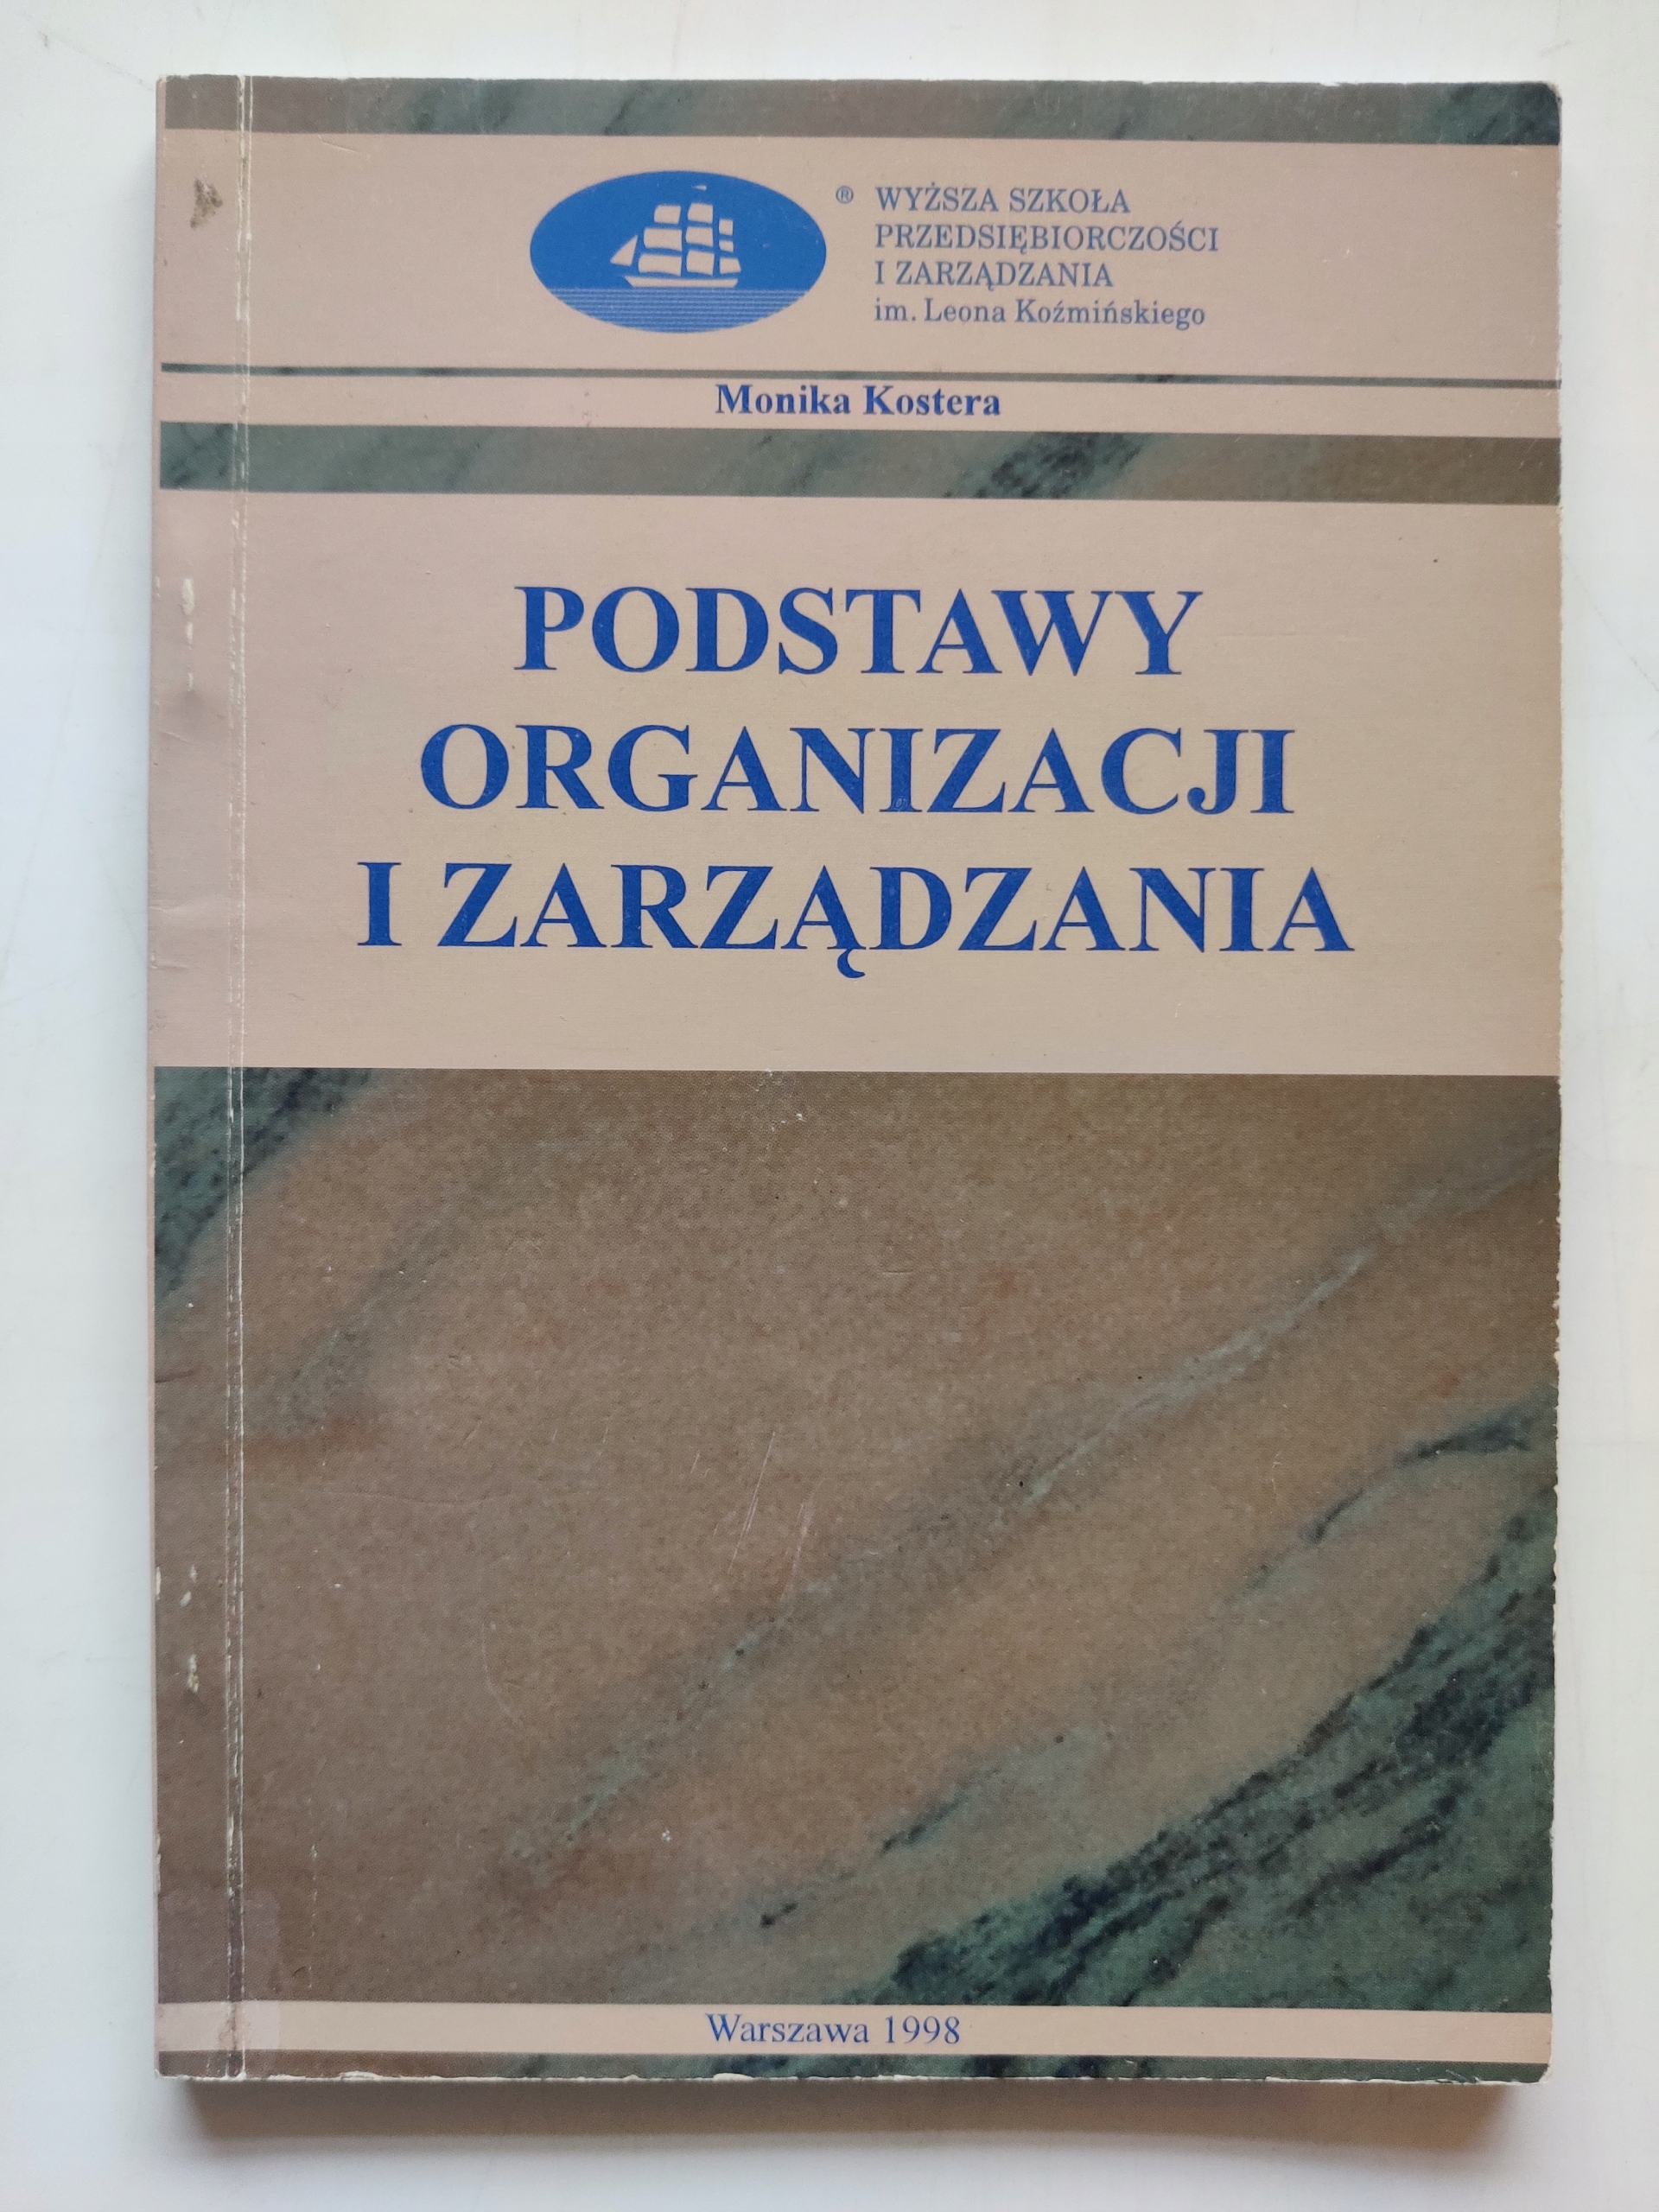 ® WYŻSZA SZKOŁA
PRZEDSIĘBIORCZOŚCI
I ZARZĄDZANIA
im. Leona Koźmińskiego
Monika Kostera
PODSTAWY
ORGANIZACJI
I ZARZĄDZANIA
Warszawa 1998